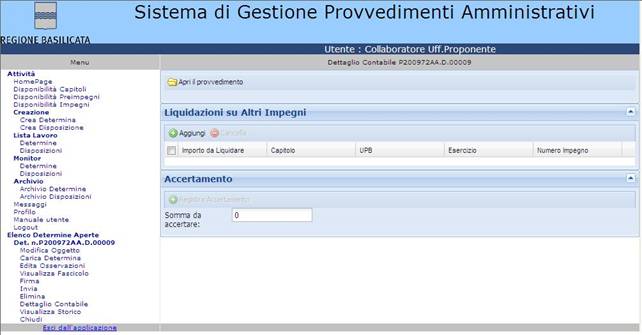 Sistema di Gestione Provvedimenti Amministrativi
REGIONE BASILICATA
Utente : Collaboratore Uff.Proponente
Menu
Dettaglio Contabile P200972AA.D.00009
Attività
HomePage
Disponibilità Capitoli
Disponibilità Preimpegni
Disponibilità Impegni
Creazione
Crea Determina
Crea Disposizione
Lista Lavoro
Determine
Disposizioni
Monitor
Determine
Disposizioni
Archivio
Archivio Determine
Archivio Disposizioni
Messaggi
Profilo
Manuale utente
Logout
Elenco Determine Aperte
Det. n.P200972AA.D.00009
Modifica Oggetto
Carica Determina
Edita Osservazioni
Visualizza Fascicolo
Firma
Invia
Elimina
Dettaglio Contabile
Visualizza Storico
Chiudi
Esci dall'applicazione
Apri il provvedimento
Liquidazioni su Altri Impegni
Aggiungi Cancella
Importo da Liquidare Capitolo UPB Esercizio Numero Impegno
Accertamento
Registra Accertamento
Somma da accertare: 0